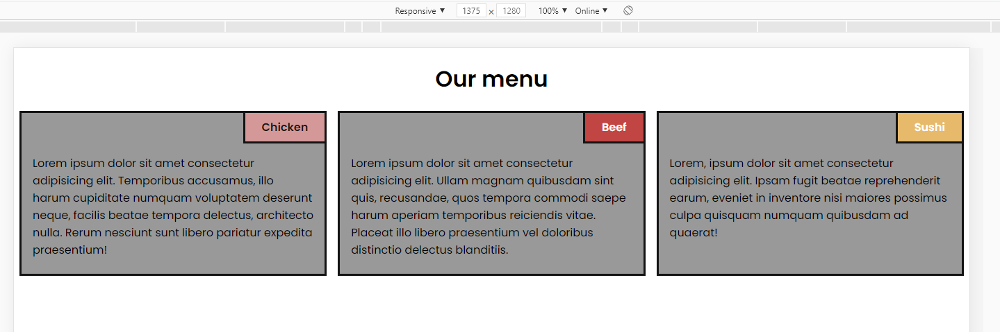 Responsive ▼ 1375 × 1280 100% ▼ Online ▼
Our menu
Chicken
Lorem ipsum dolor sit amet consectetur
adipisicing elit. Temporibus accusamus, illo
harum cupiditate numquam voluptatem deserunt
neque, facilis beatae tempora delectus, architecto
nulla. Rerum nesciunt sunt libero pariatur expedita
praesentium!
Beef
Lorem ipsum dolor sit amet consectetur
adipisicing elit. Ullam magnam quibusdam sint
quis, recusandae, quos tempora commodi saepe
harum aperiam temporibus reiciendis vitae.
Placeat illo libero praesentium vel doloribus
distinctio delectus blanditiis.
Sushi
Lorem, ipsum dolor sit amet consectetur
adipisicing elit. Ipsam fugit beatae reprehenderit
earum, eveniet in inventore nisi maiores possimus
culpa quisquam numquam quibusdam ad
quaerat!